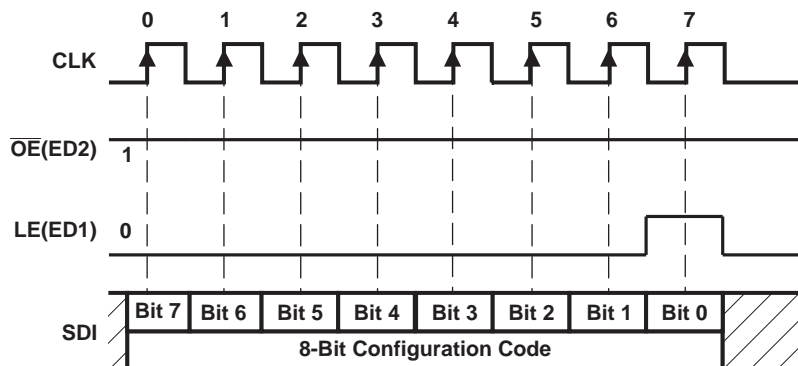 0 1 2 3 4 5 6 7
CLK
OE(ED2) 1
LE(ED1) 0
SDI
Bit 7 Bit 6 Bit 5 Bit 4 Bit 3 Bit 2 Bit 1 Bit 0
8-Bit Configuration Code